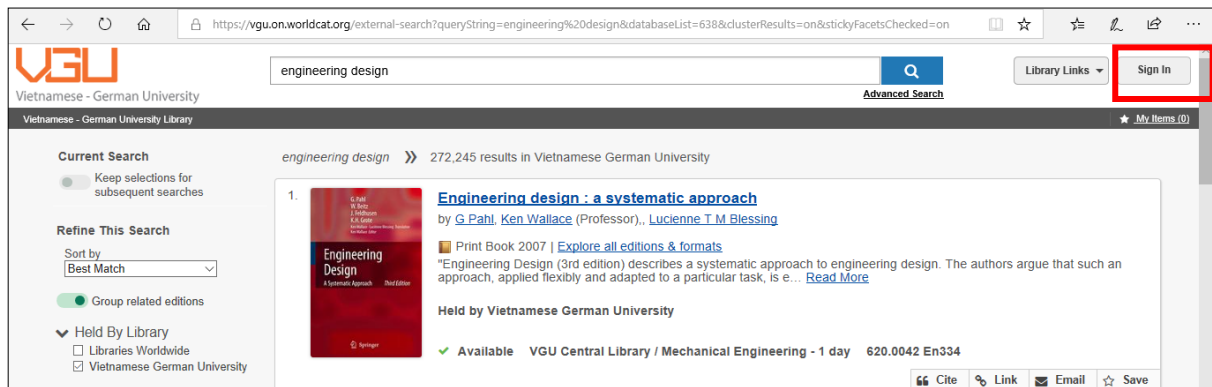 https://vgu.on.worldcat.org/external-search?queryString=engineering%20design&databaseList=638&clusterResults=on&stickyFacetsChecked=on
VGU
Vietnamese - German University
engineering design
Advanced Search
Library Links
Sign In
Vietnamese - German University Library
My Items (0)
Current Search
Keep selections for
subsequent searches
Refine This Search
Sort by
Best Match
Group related editions
Held By Library
Libraries Worldwide
Vietnamese German University
engineering design » 272,245 results in Vietnamese German University
1.
G. Pahl
W. Beitz
J. Feldhusen
K.H. Grote
Engineering
Design
A Systematic Approach Third Edition
Springer
Engineering design : a systematic approach
by G Pahl, Ken Wallace (Professor),, Lucienne T M Blessing
Print Book 2007 | Explore all editions & formats
"Engineering Design (3rd edition) describes a systematic approach to engineering design. The authors argue that such an
approach, applied flexibly and adapted to a particular task, is e... Read More
Held by Vietnamese German University
Available VGU Central Library / Mechanical Engineering - 1 day 620.0042 En334
Cite Link Email Save